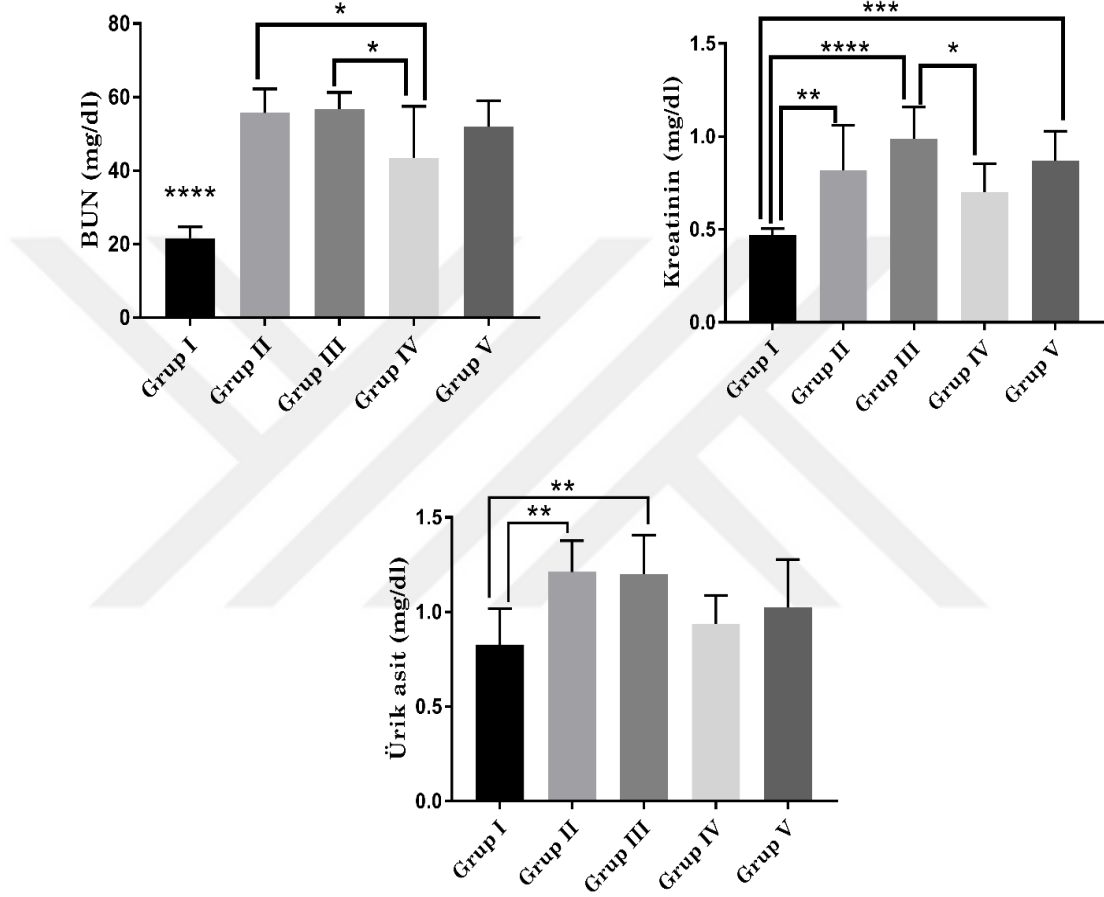 *
*
****
80
60
40
20
0
BUN (mg/dl)
Grup I
Grup II
Grup III
Grup IV
Grup V
***
****
*
**
1.5
1.0
0.5
0.0
Kreatinin (mg/dl)
Grup I
Grup II
Grup III
Grup IV
Grup V
**
**
1.5
1.0
0.5
0.0
Ürik asit (mg/dl)
Grup I
Grup II
Grup III
Grup IV
Grup V